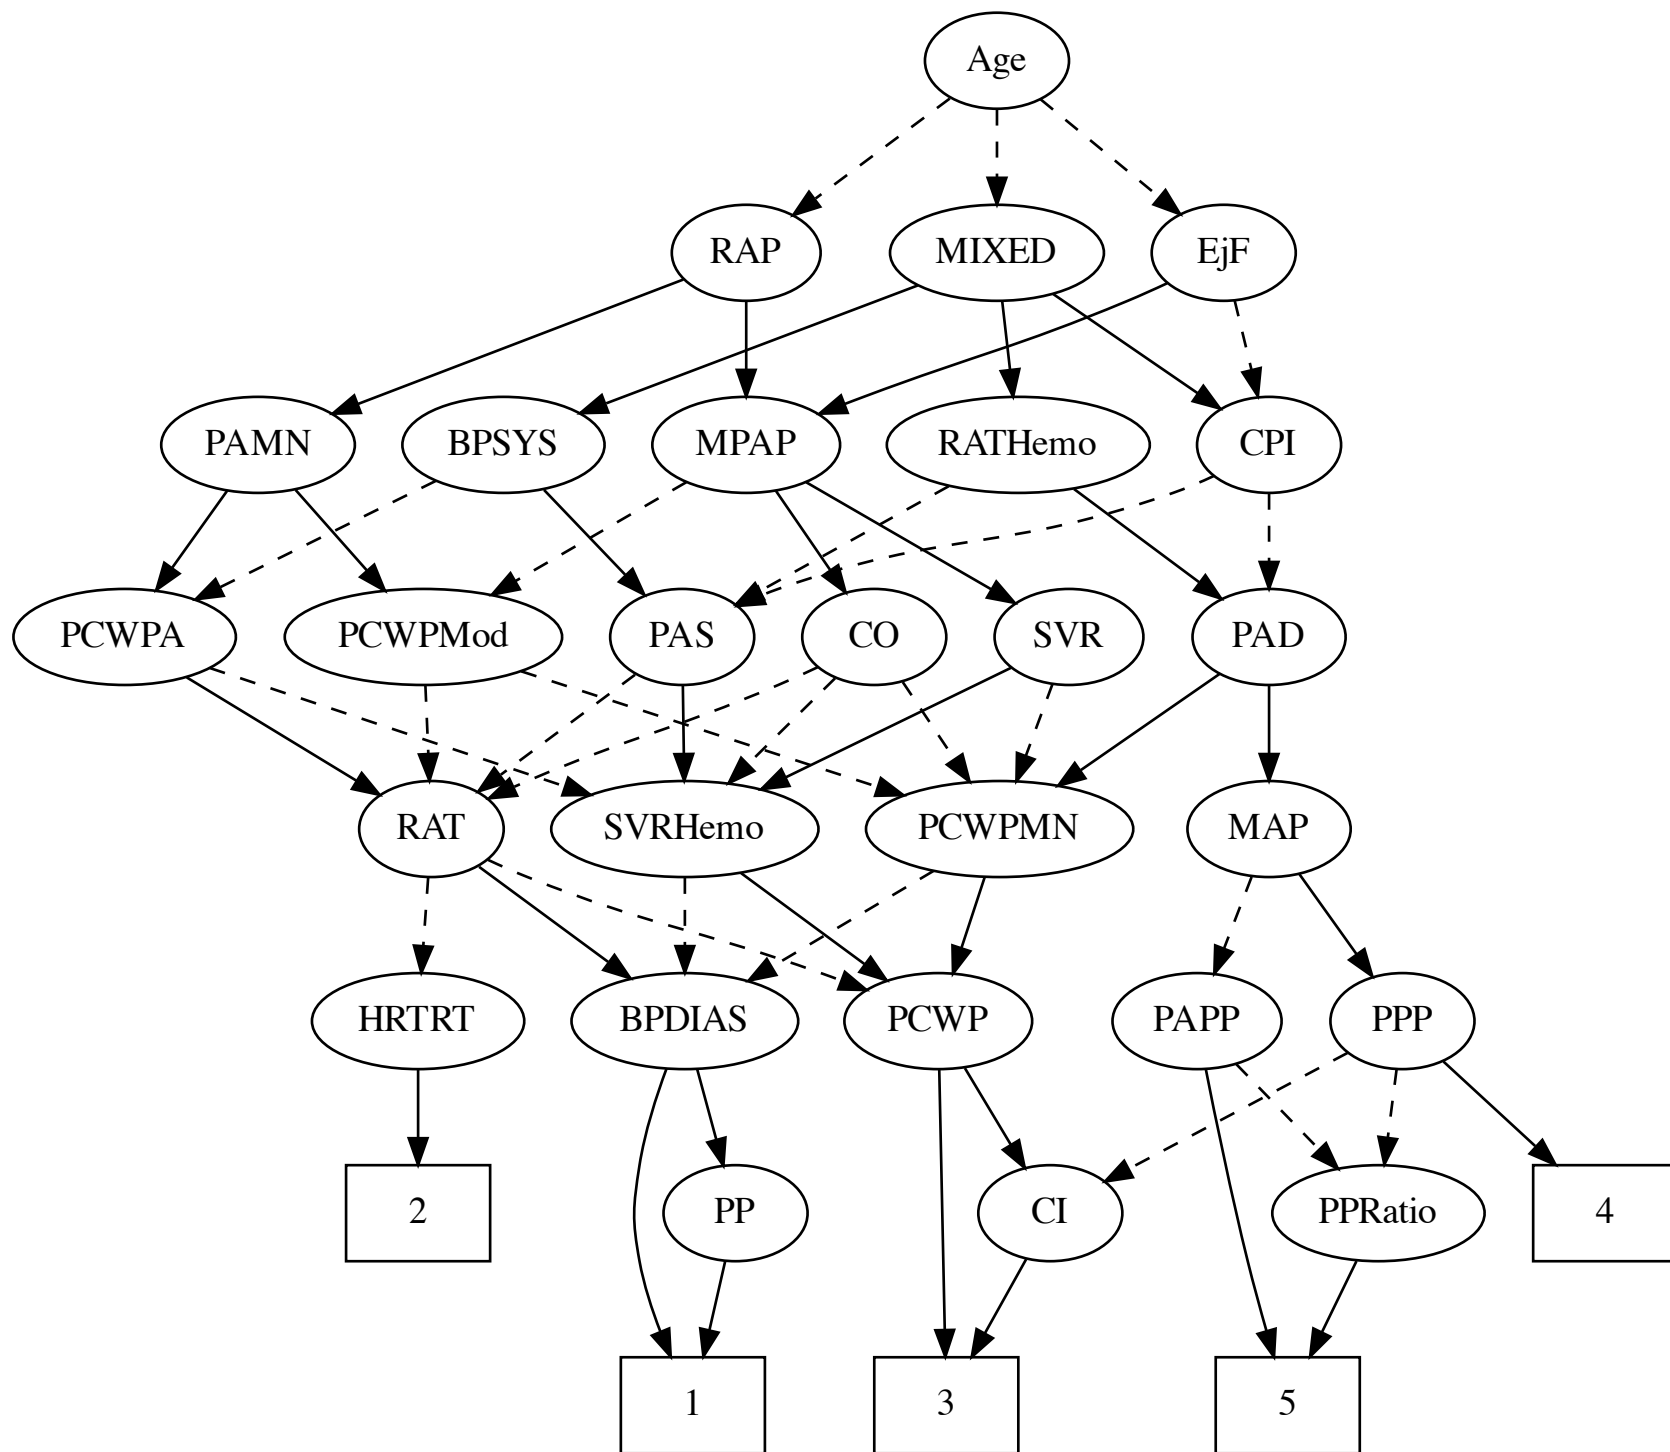 Age
RAP MIXED EjF
PAMN BPSYS MPAP RATHemo CPI
PCWPA PCWPMod PAS CO SVR PAD
RAT SVRHemo PCWPMN MAP
HRTRT BPDIAS PCWP PAPP PPP
2 PP CI PPRatio 4
1 3 5